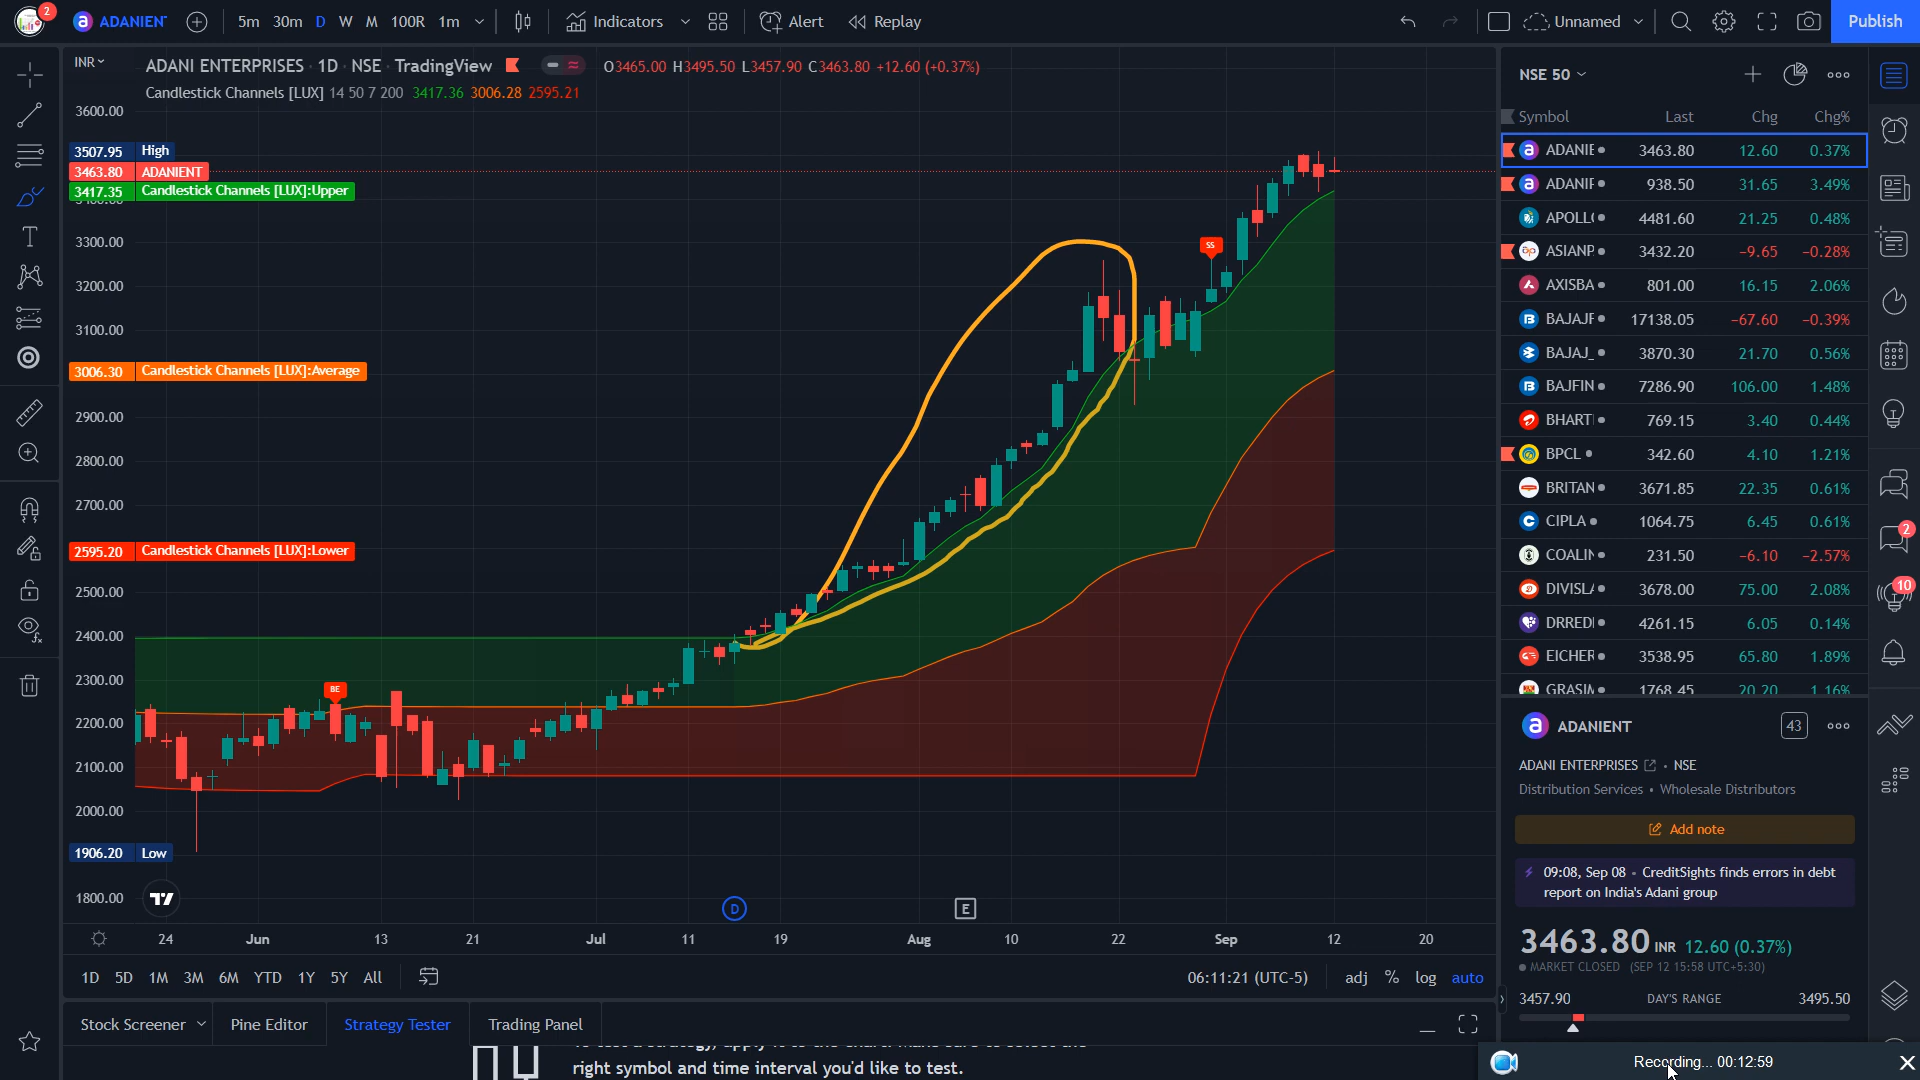 2
ADANIENT
5m 30m D W M 100R 1m
Indicators
Alert
Replay
Unnamed
Publish
INR
ADANI ENTERPRISES · 1D · NSE · TradingView
O3465.00 H3495.50 L3457.90 C3463.80 +12.60 (+0.37%)
Candlestick Channels [LUX] 14 50 7 200 3417.36 3006.28 2595.21
3600.00
3507.95 High
3463.80 ADANIENT
3417.35 Candlestick Channels [LUX]:Upper
3300.00
3200.00
3100.00
3006.30 Candlestick Channels [LUX]:Average
2900.00
2800.00
2700.00
2595.20 Candlestick Channels [LUX]:Lower
2500.00
2400.00
2300.00
2200.00
2100.00
2000.00
1906.20 Low
1800.00
BE
SS
D
E
24 Jun 13 21 Jul 11 19 Aug 10 22 Sep 12 20
1D 5D 1M 3M 6M YTD 1Y 5Y All
06:11:21 (UTC-5)
adj % log auto
Stock Screener
Pine Editor
Strategy Tester
Trading Panel
right symbol and time interval you'd like to test.
NSE 50
Symbol Last Chg Chg%
ADANIE 3463.80 12.60 0.37%
ADANIF 938.50 31.65 3.49%
APOLL 4481.60 21.25 0.48%
ASIANP 3432.20 −9.65 −0.28%
AXISBA 801.00 16.15 2.06%
BAJAJF 17138.05 −67.60 −0.39%
BAJAJ_ 3870.30 21.70 0.56%
BAJFIN 7286.90 106.00 1.48%
BHARTI 769.15 3.40 0.44%
BPCL 342.60 4.10 1.21%
BRITAN 3671.85 22.35 0.61%
CIPLA 1064.75 6.45 0.61%
COALIN 231.50 −6.10 −2.57%
DIVISLA 3678.00 75.00 2.08%
DRREDI 4261.15 6.05 0.14%
EICHER 3538.95 65.80 1.89%
GRASIM 1768.45 20.20 1.16%
ADANIENT
43
ADANI ENTERPRISES · NSE
Distribution Services • Wholesale Distributors
Add note
09:08, Sep 08 • CreditSights finds errors in debt
report on India's Adani group
3463.80 INR 12.60 (0.37%)
MARKET CLOSED (SEP 12 15:58 UTC+5:30)
3457.90 DAY'S RANGE 3495.50
2
10
Recording... 00:12:59